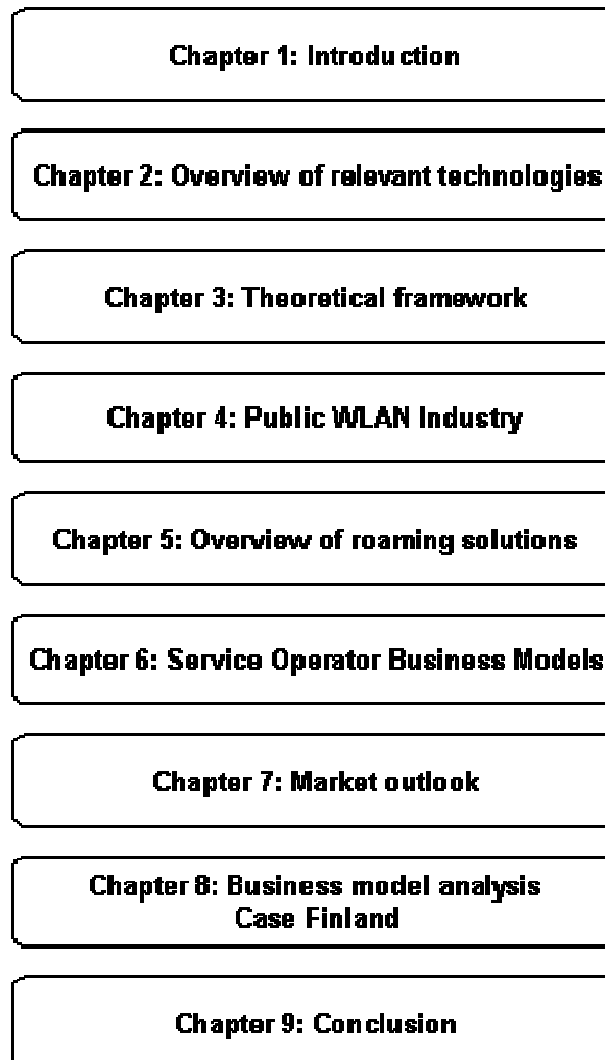 Chapter 1: Introduction
Chapter 2: Overview of relevant technologies
Chapter 3: Theoretical framework
Chapter 4: Public WLAN Industry
Chapter 5: Overview of roaming solutions
Chapter 6: Service Operator Business Models
Chapter 7: Market outlook
Chapter 8: Business model analysis
Case Finland
Chapter 9: Conclusion